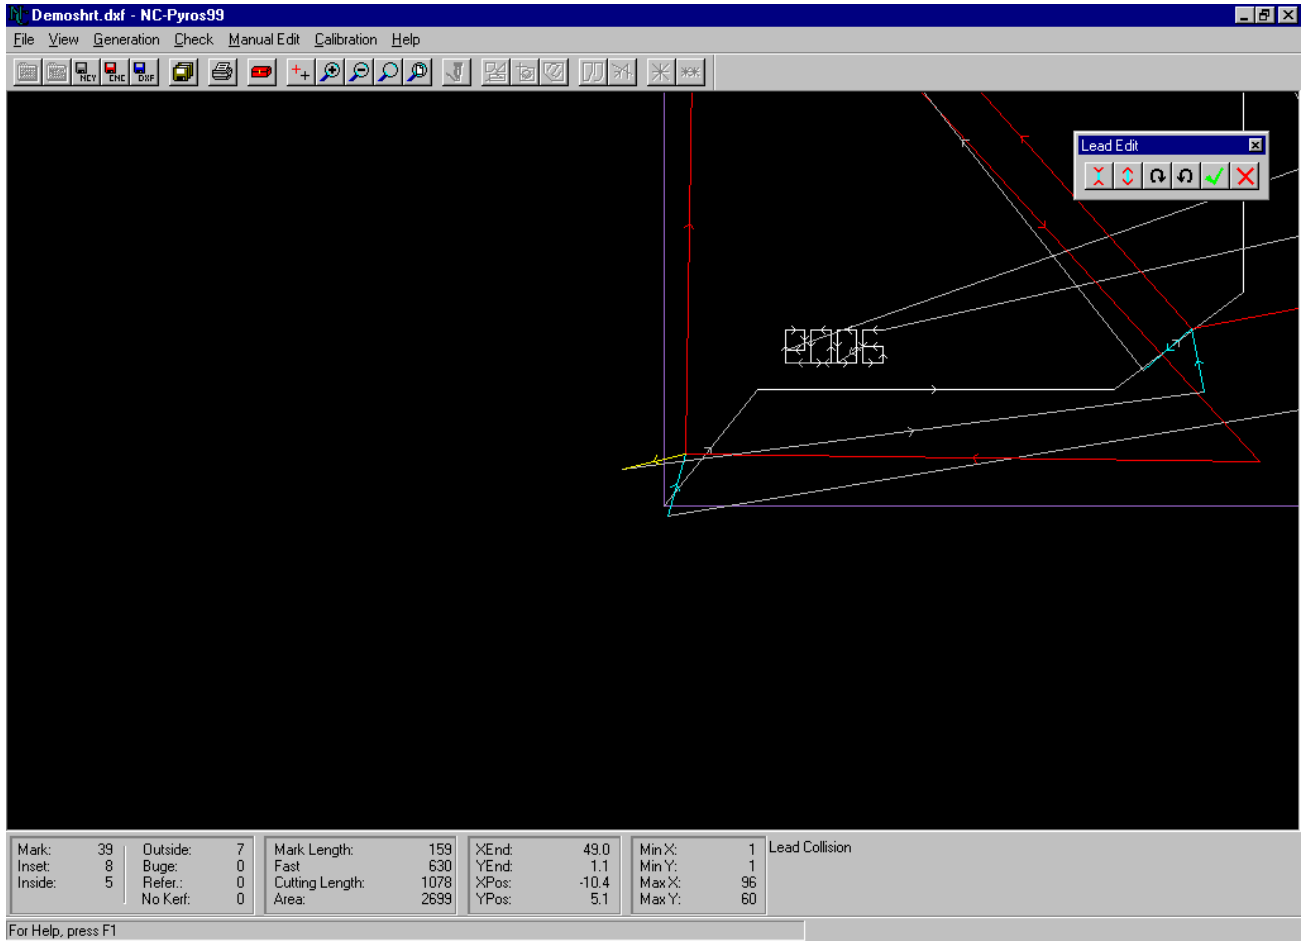 Demoshrt.dxf - NC-Pyros99
File View Generation Check Manual Edit Calibration Help
NCY CNC DXF
Lead Edit
Mark: 39 Outside: 7 Mark Length: 159 XEnd: 49.0 Min X: 1 Lead Collision
Inset: 8 Buge: 0 Fast 630 YEnd: 1.1 Min Y: 1
Inside: 5 Refer.: 0 Cutting Length: 1078 XPos: -10.4 Max X: 96
No Kerf: 0 Area: 2699 YPos: 5.1 Max Y: 60
For Help, press F1